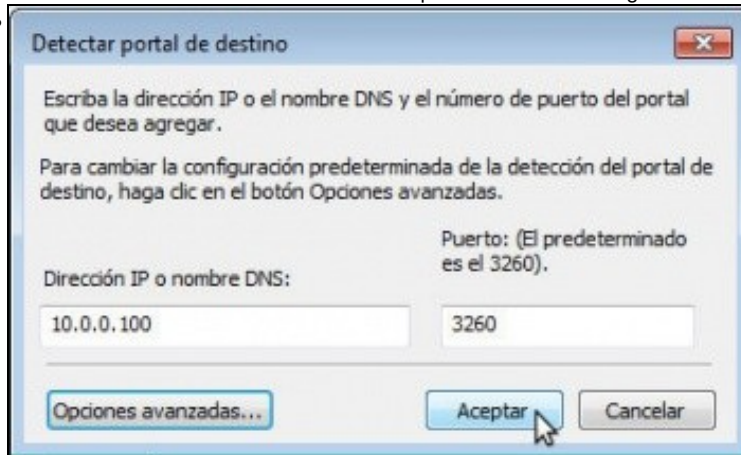 Detectar portal de destino
Escriba la dirección IP o el nombre DNS y el número de puerto del portal
que desea agregar.
Para cambiar la configuración predeterminada de la detección del portal de
destino, haga clic en el botón Opciones avanzadas.
Puerto: (El predeterminado
es el 3260).
Dirección IP o nombre DNS:
10.0.0.100
3260
Opciones avanzadas...
Aceptar
Cancelar